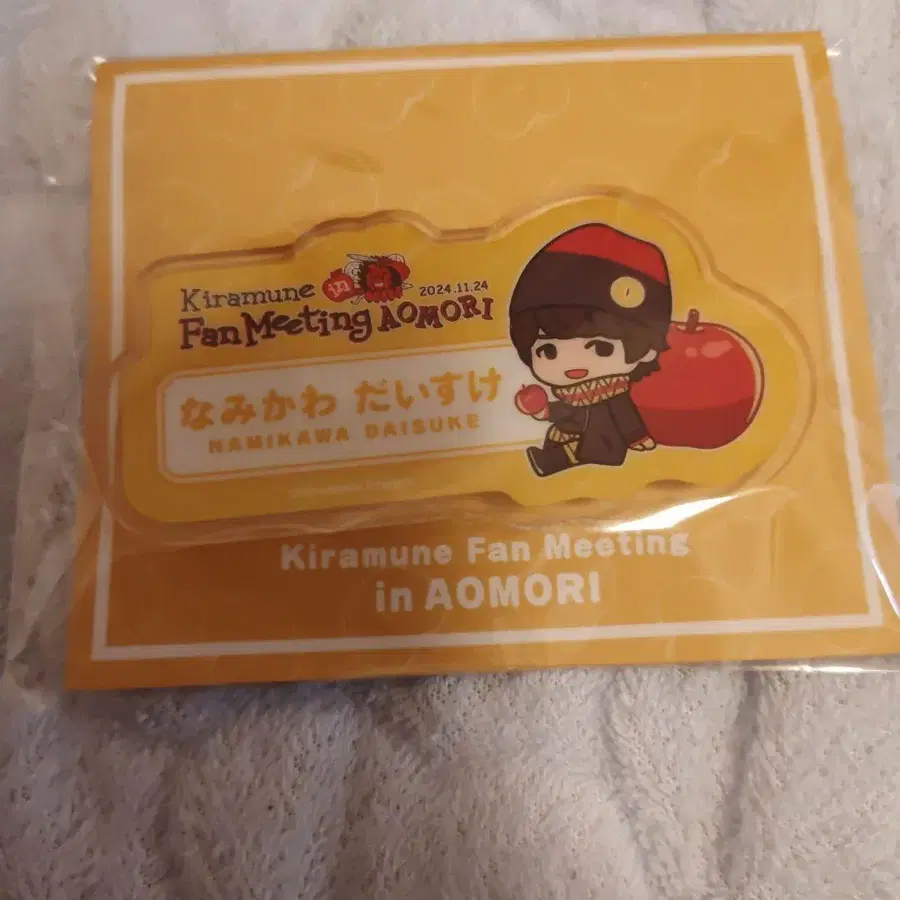 Kiramune in
2024.11.24
Fan Meeting AOMORI
なみかわ だいすけ
NAMIKAWA DAISUKE
Kiramune Fan Meeting
in AOMORI